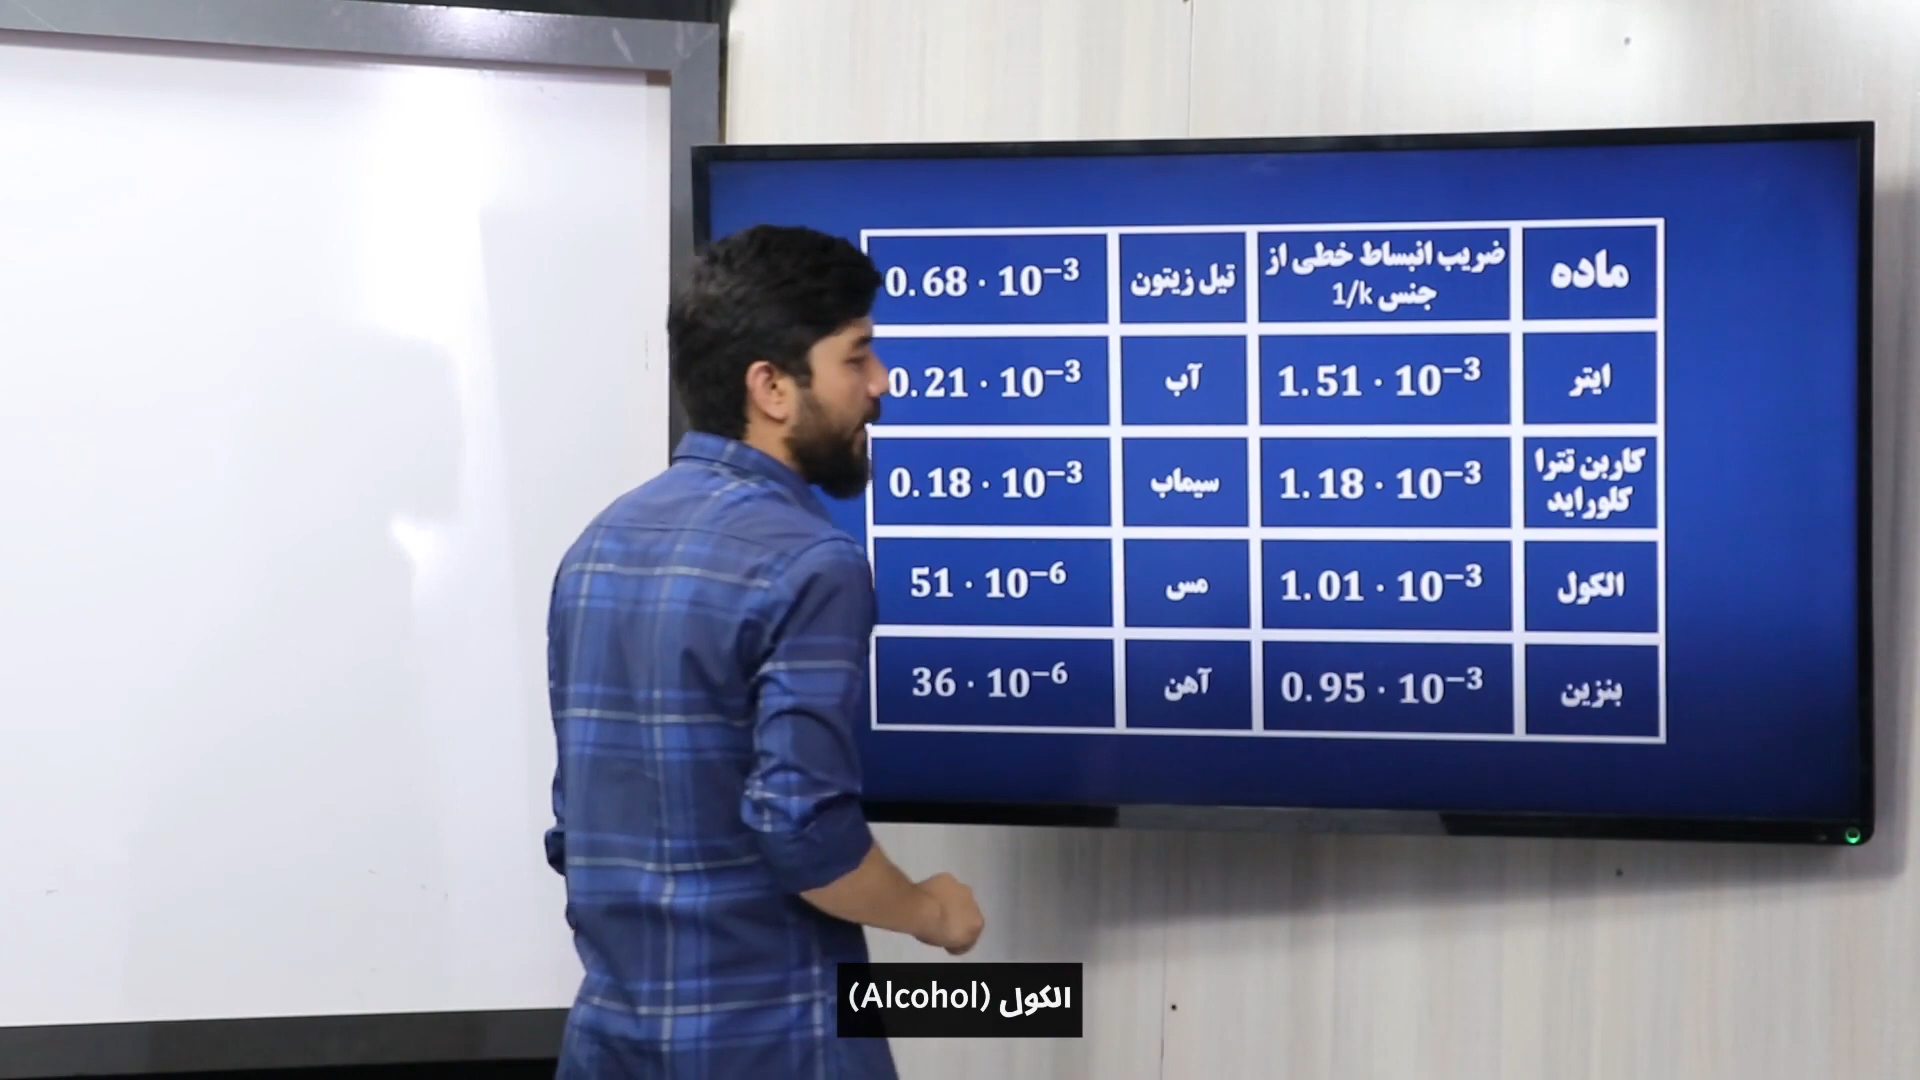 ماده
ضریب انبساط خطی از
جنس 1/k
تیل زیتون
0.68 · 10⁻³
ایتر
1.51 · 10⁻³
آب
0.21 · 10⁻³
کاربن تترا
کلوراید
1.18 · 10⁻³
سیماب
0.18 · 10⁻³
الکول
1.01 · 10⁻³
مس
51 · 10⁻⁶
بنزین
0.95 · 10⁻³
آهن
36 · 10⁻⁶
الکول (Alcohol)